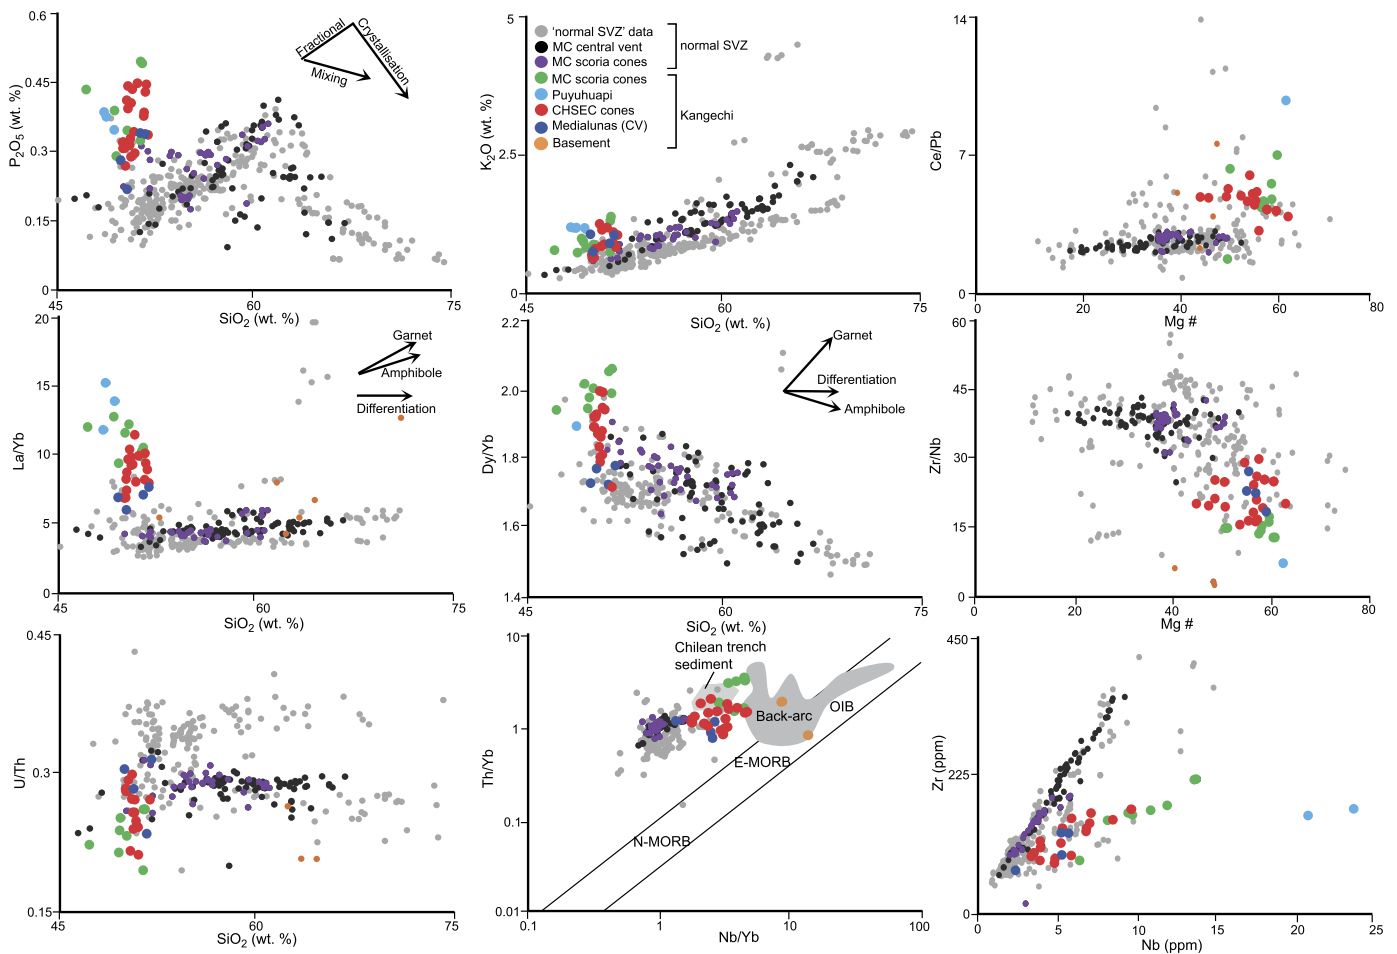 0.6
0.45
0.3
0.15
0
P2O5 (wt. %)
45
60
75
SiO2 (wt. %)
Fractional
Crystallisation
Mixing
5
2.5
0
K2O (wt. %)
45
60
75
SiO2 (wt. %)
‘normal SVZ’ data
MC central vent
MC scoria cones
normal SVZ
MC scoria cones
Puyuhuapi
CHSEC cones
Medialunas (CV)
Basement
Kangechi
14
7
0
Ce/Pb
0
20
40
60
80
Mg #
20
15
10
5
0
La/Yb
45
60
75
SiO2 (wt. %)
Garnet
Amphibole
Differentiation
2.2
2.0
1.8
1.6
1.4
Dy/Yb
45
60
75
SiO2 (wt. %)
Garnet
Differentiation
Amphibole
60
45
30
15
0
Zr/Nb
0
20
40
60
80
Mg #
0.45
0.3
0.15
U/Th
45
60
75
SiO2 (wt. %)
10
1
0.1
0.01
Th/Yb
0.1
1
10
100
Nb/Yb
Chilean trench
sediment
Back-arc
OIB
E-MORB
N-MORB
450
225
0
Zr (ppm)
0
5
10
15
20
25
Nb (ppm)